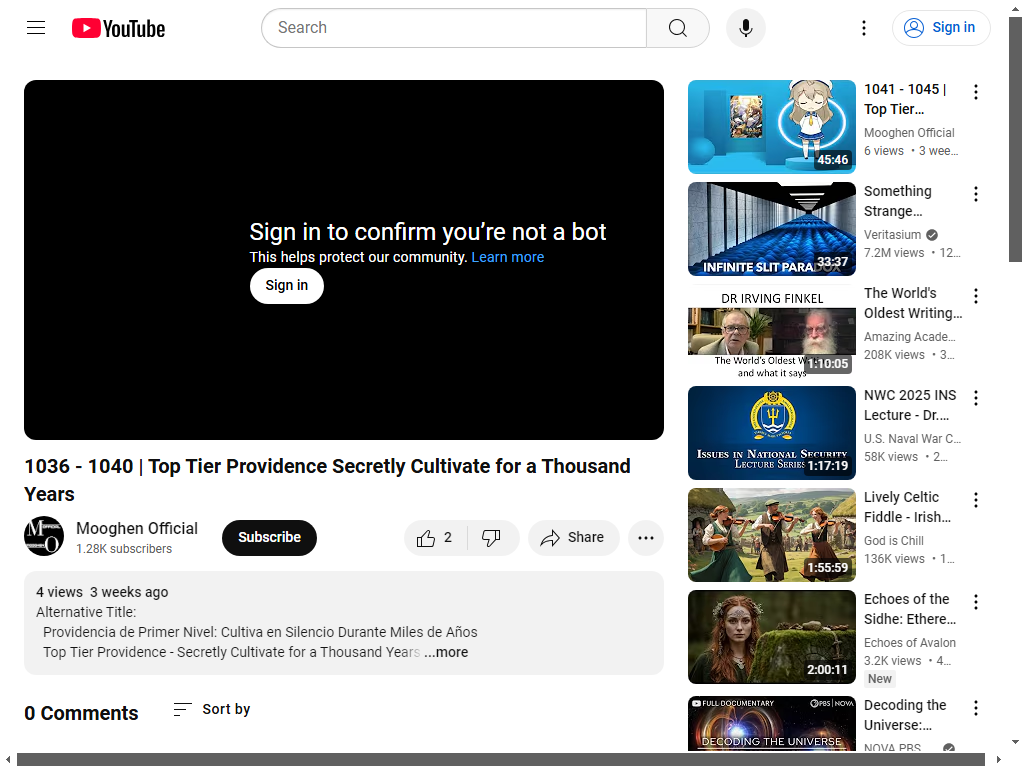 YouTube
Search
Sign in
Sign in to confirm you're not a bot
This helps protect our community. Learn more
Sign in
1036 - 1040 | Top Tier Providence Secretly Cultivate for a Thousand
Years
Mooghen Official
1.28K subscribers
Subscribe
2
Share
4 views 3 weeks ago
Alternative Title:
Providencia de Primer Nivel: Cultiva en Silencio Durante Miles de Años
Top Tier Providence - Secretly Cultivate for a Thousand Years ...more
0 Comments
Sort by
45:46
1041 - 1045 |
Top Tier...
Mooghen Official
6 views • 3 wee...
INFINITE SLIT PARADOX
33:37
Something
Strange...
Veritasium
7.2M views • 12...
DR IRVING FINKEL
The World's Oldest
and what it says
1:10:05
The World's
Oldest Writing...
Amazing Acade...
208K views • 3...
ISSUES IN NATIONAL SECURITY
LECTURE SERIES
1:17:19
NWC 2025 INS
Lecture - Dr....
U.S. Naval War C...
58K views • 2...
1:55:59
Lively Celtic
Fiddle - Irish...
God is Chill
136K views • 1...
2:00:11
Echoes of the
Sidhe: Ethere...
Echoes of Avalon
3.2K views • 4...
New
FULL DOCUMENTARY
PBS NOVA
DECODING THE UNIVERSE
Decoding the
Universe:...
NOVA PBS